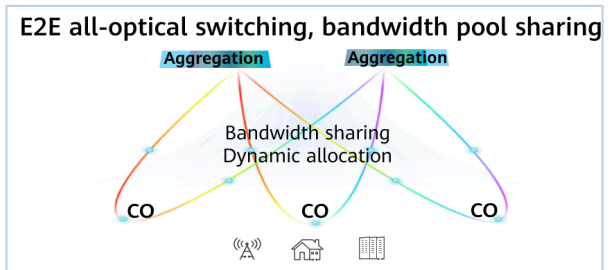 E2E all-optical switching, bandwidth pool sharing
Aggregation Aggregation
Bandwidth sharing
Dynamic allocation
CO CO CO